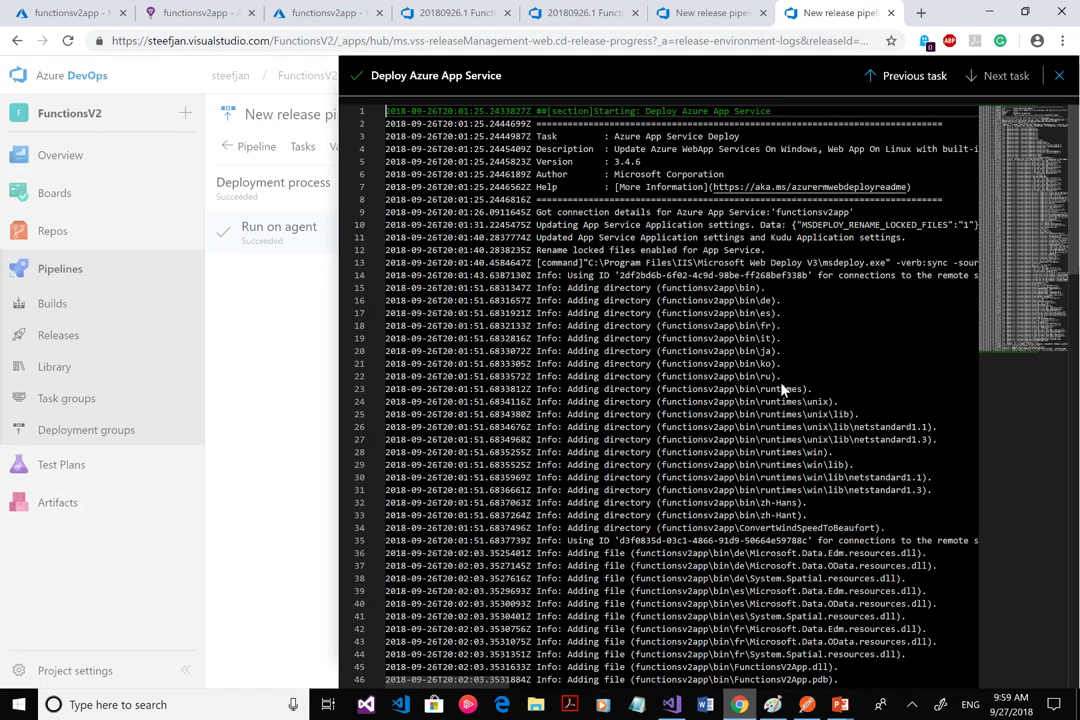 functionsv2app - M
functionsv2app - A
functionsv2app - M
20180926.1 Functi
20180926.1 Functi
New release pipeli
New release pipeli
https://steefjan.visualstudio.com/FunctionsV2/_apps/hub/ms.vss-releaseManagement-web.cd-release-progress?_a=release-environment-logs&releaseId=...
0
ABP
Azure DevOps
steefjan / FunctionsV2
Deploy Azure App Service
Previous task
Next task
F FunctionsV2
Overview
Boards
Repos
Pipelines
Builds
Releases
Library
Task groups
Deployment groups
Test Plans
Artifacts
Project settings
New release pi
Pipeline Tasks Va
Deployment process
Succeeded
Run on agent
Succeeded
1 2018-09-26T20:01:25.2433827Z ##[section]Starting: Deploy Azure App Service
2 2018-09-26T20:01:25.2444699Z ==============================================================================
3 2018-09-26T20:01:25.2444987Z Task : Azure App Service Deploy
4 2018-09-26T20:01:25.2445409Z Description : Update Azure WebApp Services On Windows, Web App On Linux with built-i
5 2018-09-26T20:01:25.2445823Z Version : 3.4.6
6 2018-09-26T20:01:25.2446189Z Author : Microsoft Corporation
7 2018-09-26T20:01:25.2446562Z Help : [More Information](https://aka.ms/azurermwebdeployreadme)
8 2018-09-26T20:01:25.2446816Z ==============================================================================
9 2018-09-26T20:01:26.0911645Z Got connection details for Azure App Service:'functionsv2app'
10 2018-09-26T20:01:31.2245475Z Updating App Service Application settings. Data: {"MSDEPLOY_RENAME_LOCKED_FILES":"1"}
11 2018-09-26T20:01:40.2837774Z Updated App Service Application settings and Kudu Application settings.
12 2018-09-26T20:01:40.2838235Z Rename locked files enabled for App Service.
13 2018-09-26T20:01:40.4584647Z [command]"C:\Program Files\IIS\Microsoft Web Deploy V3\msdeploy.exe" -verb:sync -sour
14 2018-09-26T20:01:43.6387130Z Info: Using ID '2df2bd6b-6f02-4c9d-98be-ff268bef338b' for connections to the remote s
15 2018-09-26T20:01:51.6831347Z Info: Adding directory (functionsv2app\bin).
16 2018-09-26T20:01:51.6831657Z Info: Adding directory (functionsv2app\bin\de).
17 2018-09-26T20:01:51.6831921Z Info: Adding directory (functionsv2app\bin\es).
18 2018-09-26T20:01:51.6832133Z Info: Adding directory (functionsv2app\bin\fr).
19 2018-09-26T20:01:51.6832816Z Info: Adding directory (functionsv2app\bin\it).
20 2018-09-26T20:01:51.6833072Z Info: Adding directory (functionsv2app\bin\ja).
21 2018-09-26T20:01:51.6833305Z Info: Adding directory (functionsv2app\bin\ko).
22 2018-09-26T20:01:51.6833572Z Info: Adding directory (functionsv2app\bin\ru).
23 2018-09-26T20:01:51.6833812Z Info: Adding directory (functionsv2app\bin\runtimes).
24 2018-09-26T20:01:51.6834116Z Info: Adding directory (functionsv2app\bin\runtimes\unix).
25 2018-09-26T20:01:51.6834380Z Info: Adding directory (functionsv2app\bin\runtimes\unix\lib).
26 2018-09-26T20:01:51.6834676Z Info: Adding directory (functionsv2app\bin\runtimes\unix\lib\netstandard1.1).
27 2018-09-26T20:01:51.6834968Z Info: Adding directory (functionsv2app\bin\runtimes\unix\lib\netstandard1.3).
28 2018-09-26T20:01:51.6835255Z Info: Adding directory (functionsv2app\bin\runtimes\win).
29 2018-09-26T20:01:51.6835525Z Info: Adding directory (functionsv2app\bin\runtimes\win\lib).
30 2018-09-26T20:01:51.6835969Z Info: Adding directory (functionsv2app\bin\runtimes\win\lib\netstandard1.1).
31 2018-09-26T20:01:51.6836661Z Info: Adding directory (functionsv2app\bin\runtimes\win\lib\netstandard1.3).
32 2018-09-26T20:01:51.6837063Z Info: Adding directory (functionsv2app\bin\zh-Hans).
33 2018-09-26T20:01:51.6837264Z Info: Adding directory (functionsv2app\bin\zh-Hant).
34 2018-09-26T20:01:51.6837496Z Info: Adding directory (functionsv2app\ConvertWindSpeedToBeaufort).
35 2018-09-26T20:01:51.6837739Z Info: Using ID 'd3f0835d-03c1-4866-91d9-50664e59788c' for connections to the remote s
36 2018-09-26T20:02:03.3525401Z Info: Adding file (functionsv2app\bin\de\Microsoft.Data.Edm.resources.dll).
37 2018-09-26T20:02:03.3527145Z Info: Adding file (functionsv2app\bin\de\Microsoft.Data.OData.resources.dll).
38 2018-09-26T20:02:03.3527616Z Info: Adding file (functionsv2app\bin\de\System.Spatial.resources.dll).
39 2018-09-26T20:02:03.3529693Z Info: Adding file (functionsv2app\bin\es\Microsoft.Data.Edm.resources.dll).
40 2018-09-26T20:02:03.3530093Z Info: Adding file (functionsv2app\bin\es\Microsoft.Data.OData.resources.dll).
41 2018-09-26T20:02:03.3530401Z Info: Adding file (functionsv2app\bin\es\System.Spatial.resources.dll).
42 2018-09-26T20:02:03.3530756Z Info: Adding file (functionsv2app\bin\fr\Microsoft.Data.Edm.resources.dll).
43 2018-09-26T20:02:03.3531075Z Info: Adding file (functionsv2app\bin\fr\Microsoft.Data.OData.resources.dll).
44 2018-09-26T20:02:03.3531351Z Info: Adding file (functionsv2app\bin\fr\System.Spatial.resources.dll).
45 2018-09-26T20:02:03.3531633Z Info: Adding file (functionsv2app\bin\FunctionsV2App.dll).
46 2018-09-26T20:02:03.3531884Z Info: Adding file (functionsv2app\bin\FunctionsV2App.pdb).
Type here to search
ENG
9:59 AM
9/27/2018